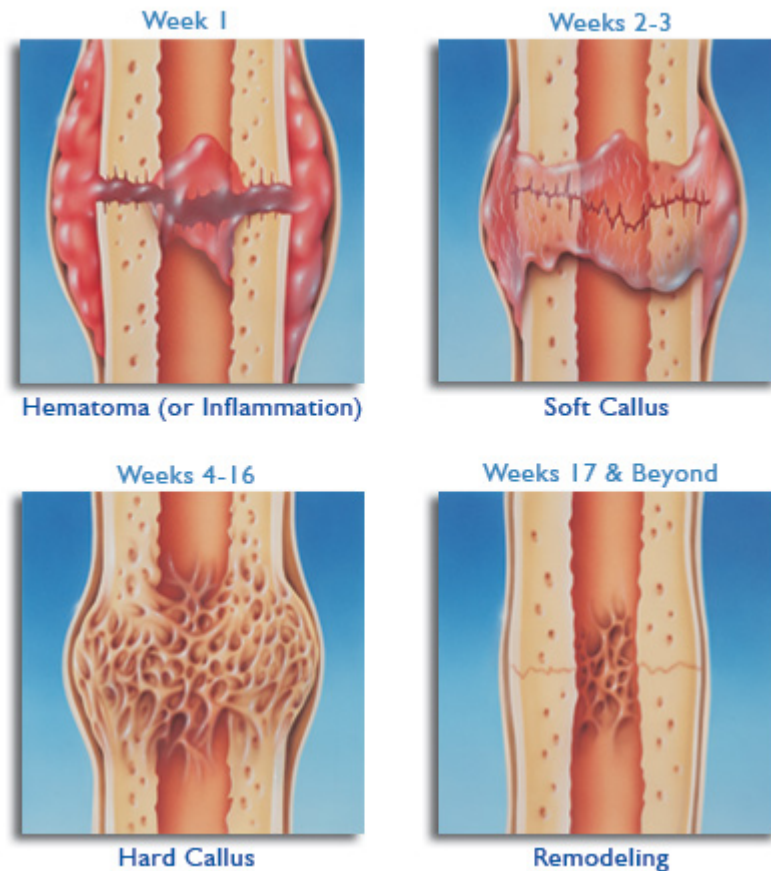 Week 1
Weeks 2-3
Hematoma (or Inflammation)
Soft Callus
Weeks 4-16
Weeks 17 & Beyond
Hard Callus
Remodeling